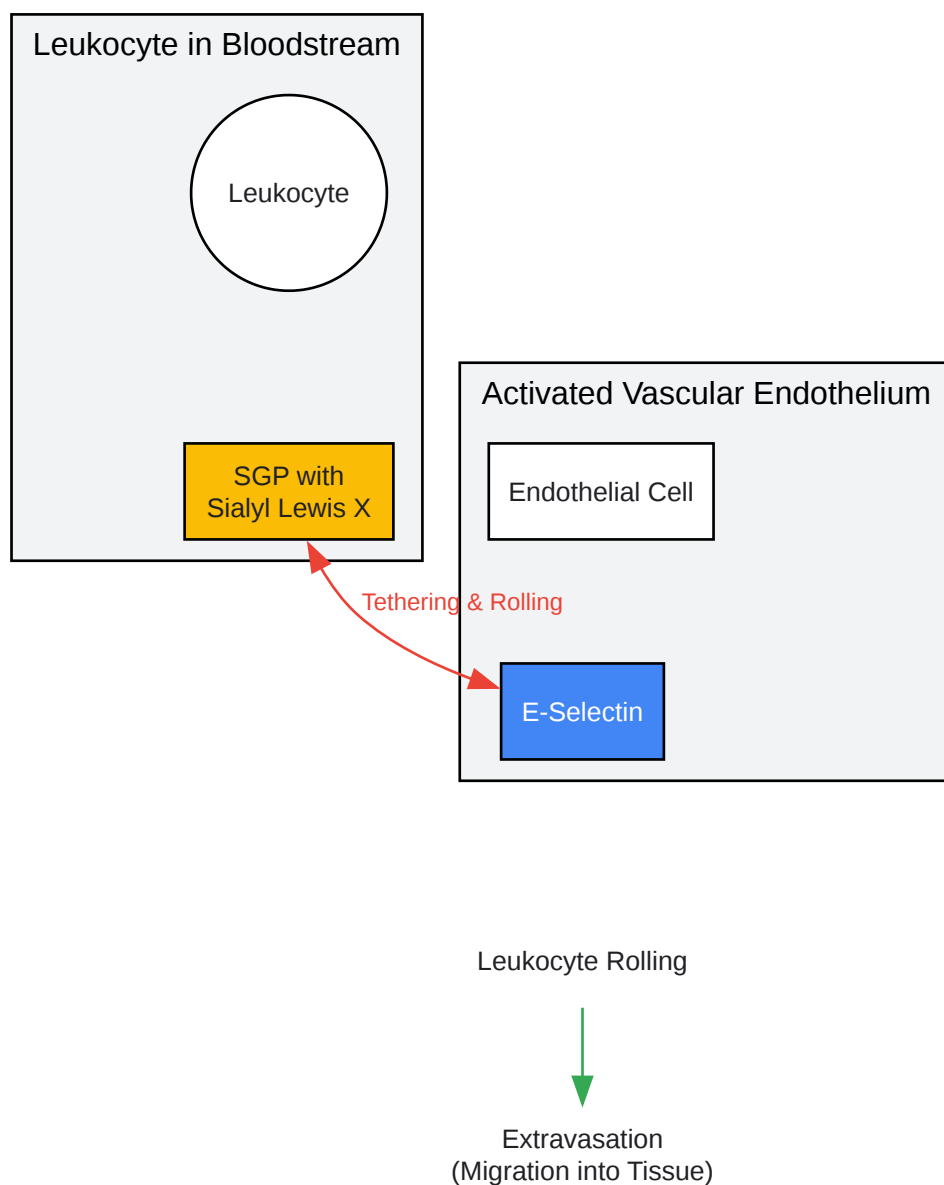 Leukocyte in Bloodstream
Leukocyte
SGP with
Sialyl Lewis X
Activated Vascular Endothelium
Endothelial Cell
Tethering & Rolling
E-Selectin
Leukocyte Rolling
Extravasation
(Migration into Tissue)